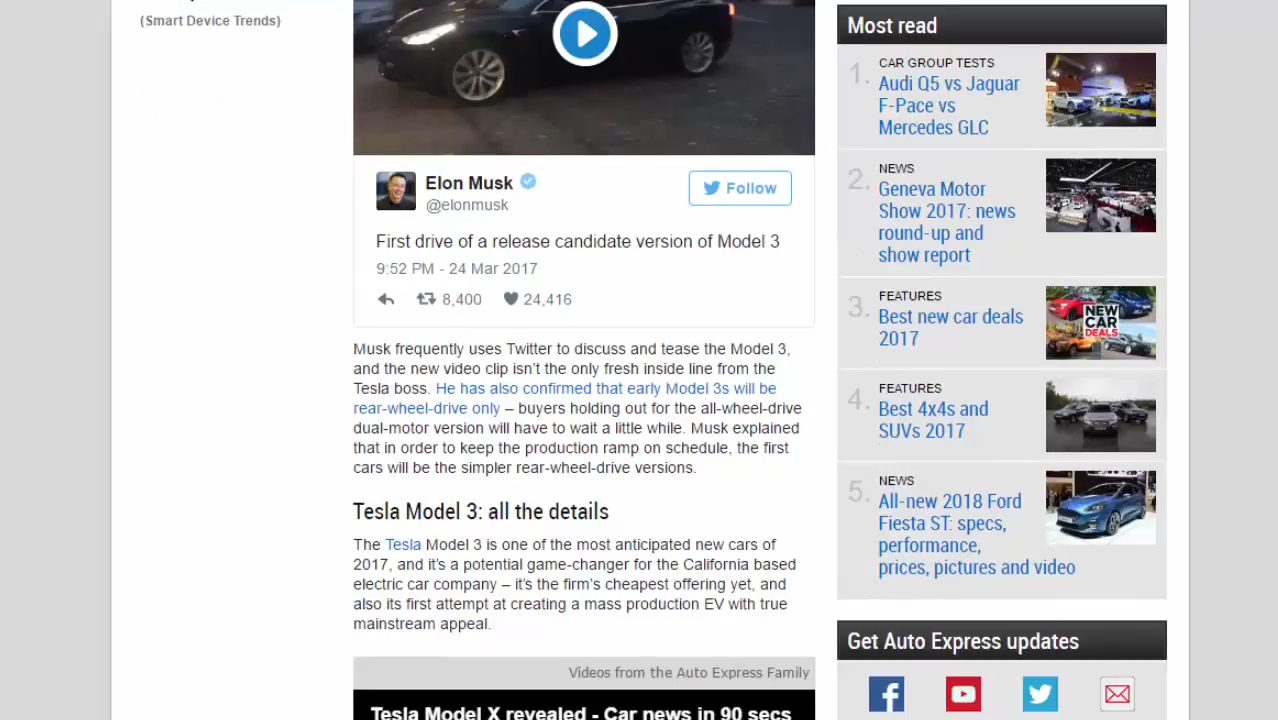 (Smart Device Trends)
Elon Musk
@elonmusk
Follow
First drive of a release candidate version of Model 3
9:52 PM - 24 Mar 2017
8,400 24,416
Musk frequently uses Twitter to discuss and tease the Model 3,
and the new video clip isn't the only fresh inside line from the
Tesla boss. He has also confirmed that early Model 3s will be
rear-wheel-drive only – buyers holding out for the all-wheel-drive
dual-motor version will have to wait a little while. Musk explained
that in order to keep the production ramp on schedule, the first
cars will be the simpler rear-wheel-drive versions.
Tesla Model 3: all the details
The Tesla Model 3 is one of the most anticipated new cars of
2017, and it's a potential game-changer for the California based
electric car company – it's the firm's cheapest offering yet, and
also its first attempt at creating a mass production EV with true
mainstream appeal.
Videos from the Auto Express Family
Tesla Model X revealed - Car news in 90 secs
Most read
1. CAR GROUP TESTS
Audi Q5 vs Jaguar
F-Pace vs
Mercedes GLC
2. NEWS
Geneva Motor
Show 2017: news
round-up and
show report
3. FEATURES
Best new car deals
2017
NEW
CAR
DEALS
4. FEATURES
Best 4x4s and
SUVs 2017
5. NEWS
All-new 2018 Ford
Fiesta ST: specs,
performance,
prices, pictures and video
Get Auto Express updates